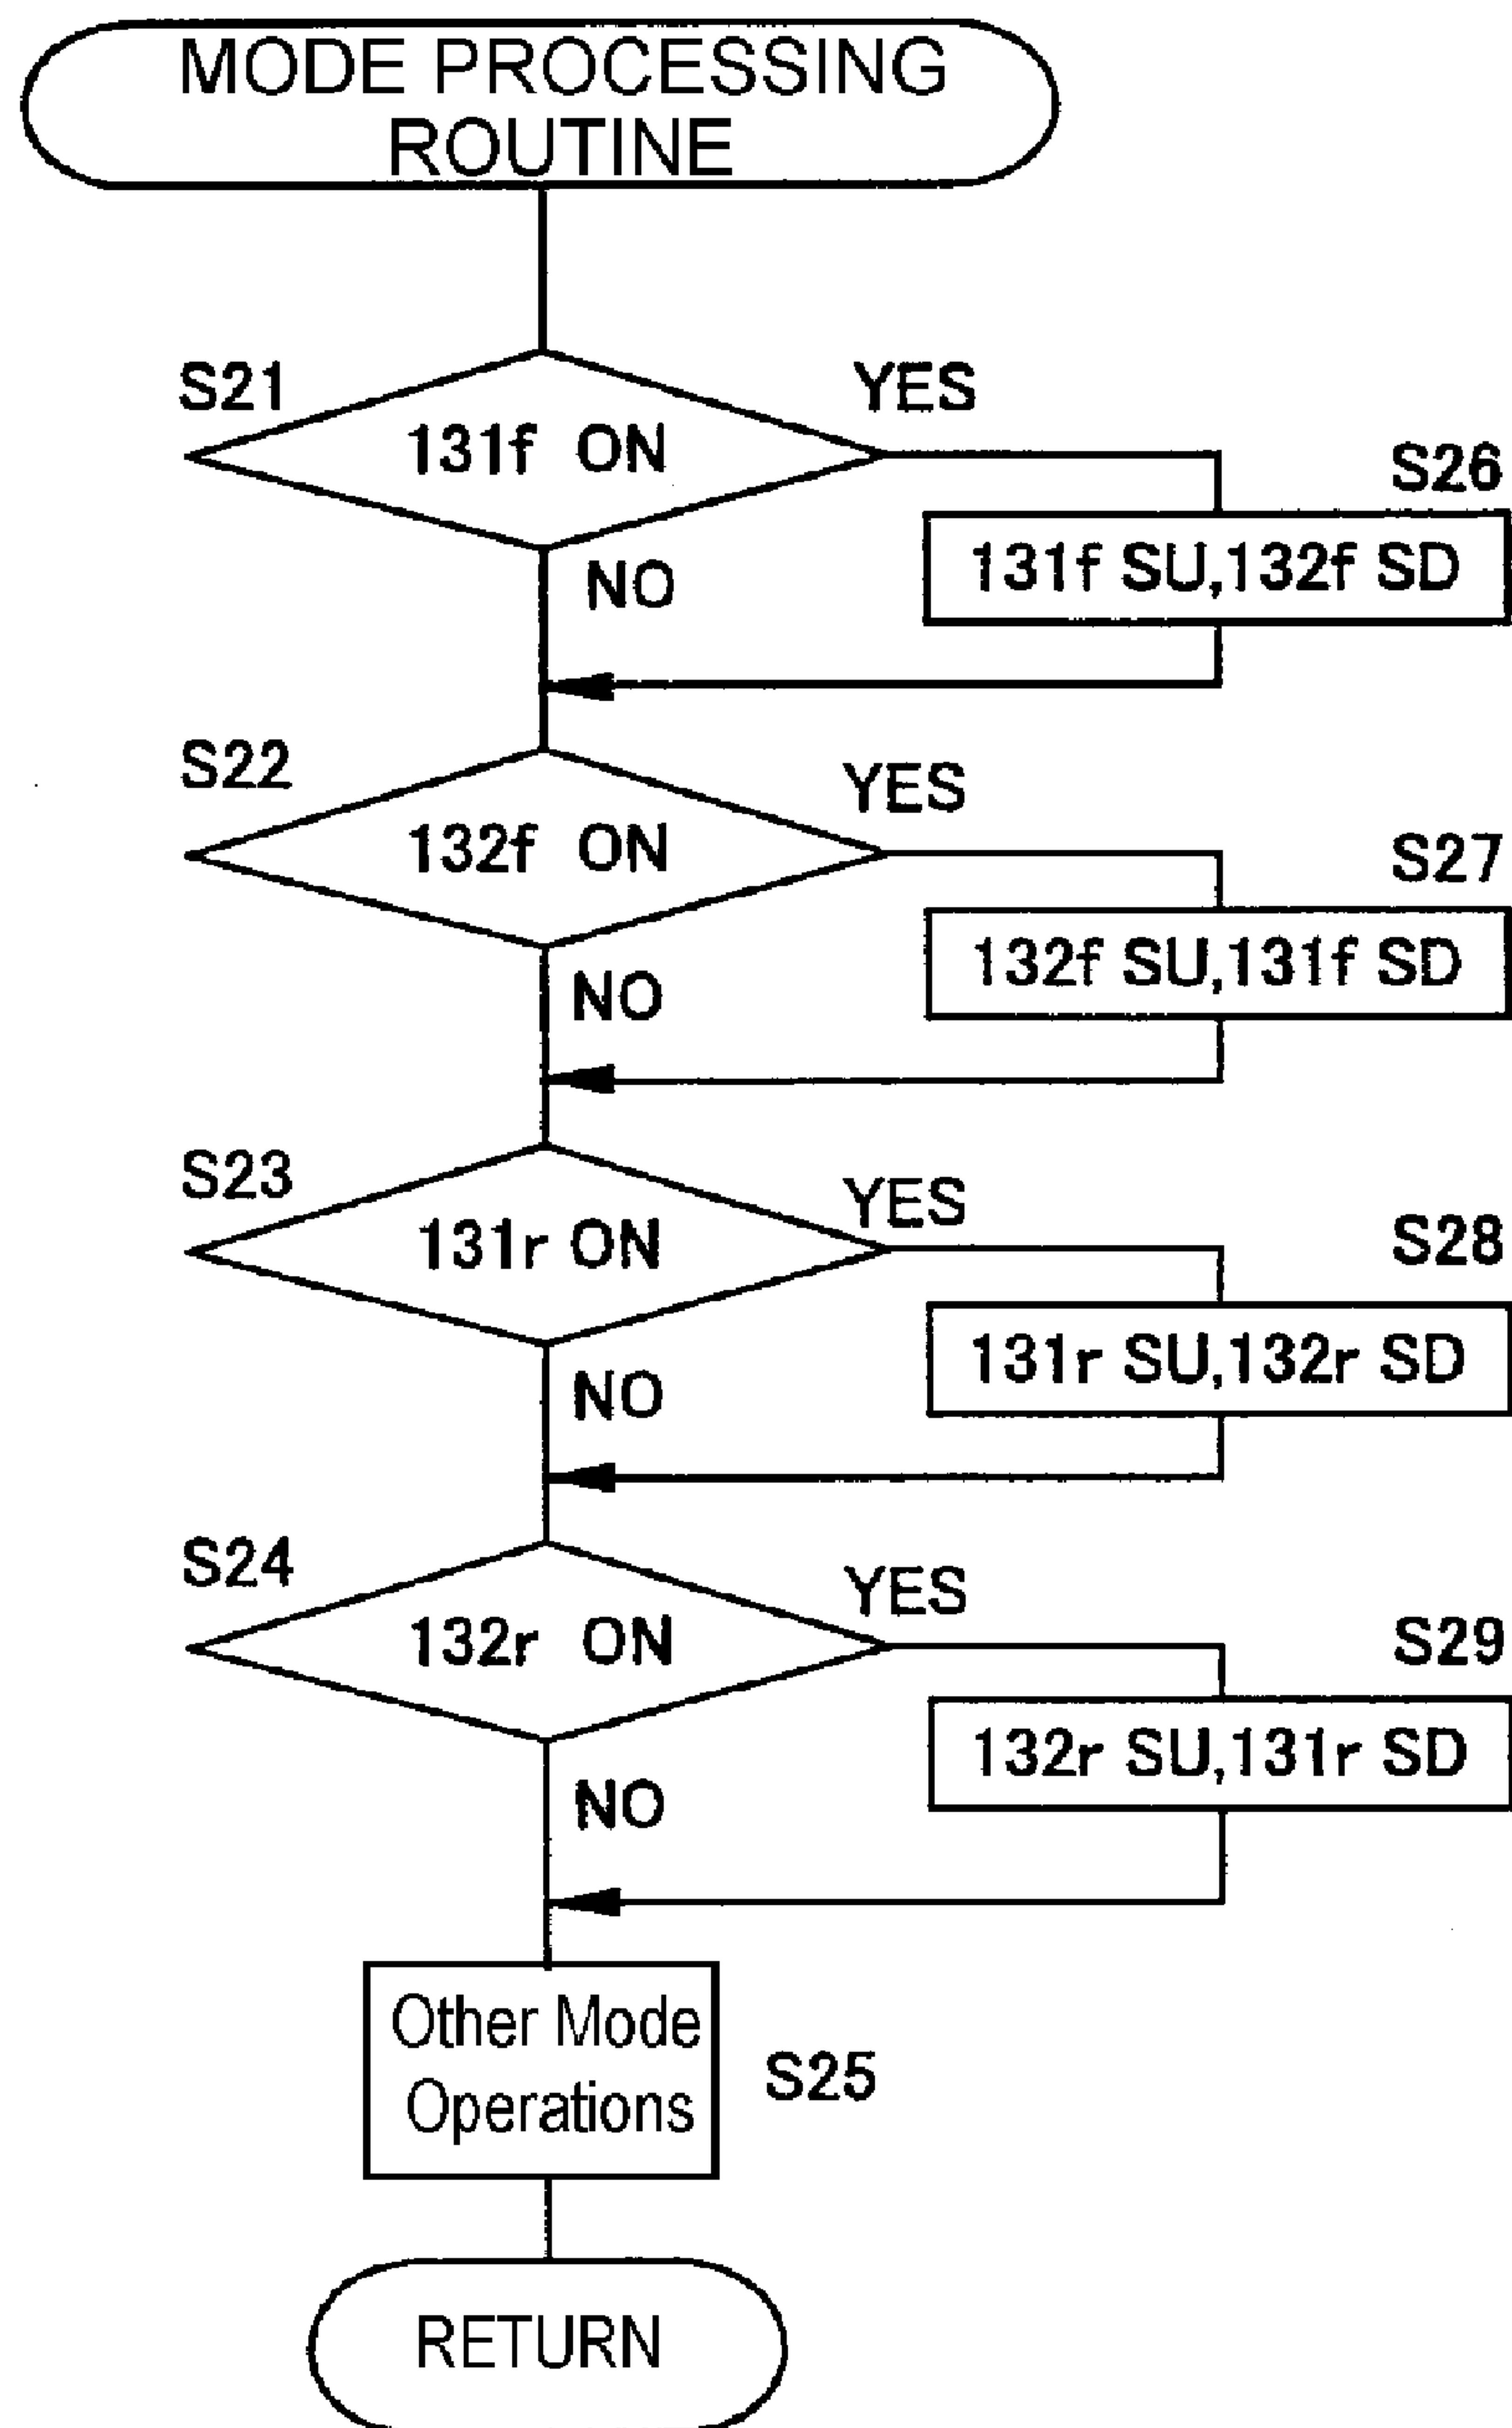 MODE PROCESSING
ROUTINE
S21
131f ON
YES
S26
131f SU,132f SD
NO
S22
132f ON
YES
S27
132f SU,131f SD
NO
S23
131r ON
YES
S28
131r SU,132r SD
NO
S24
132r ON
YES
S29
132r SU,131r SD
NO
Other Mode
Operations
S25
RETURN